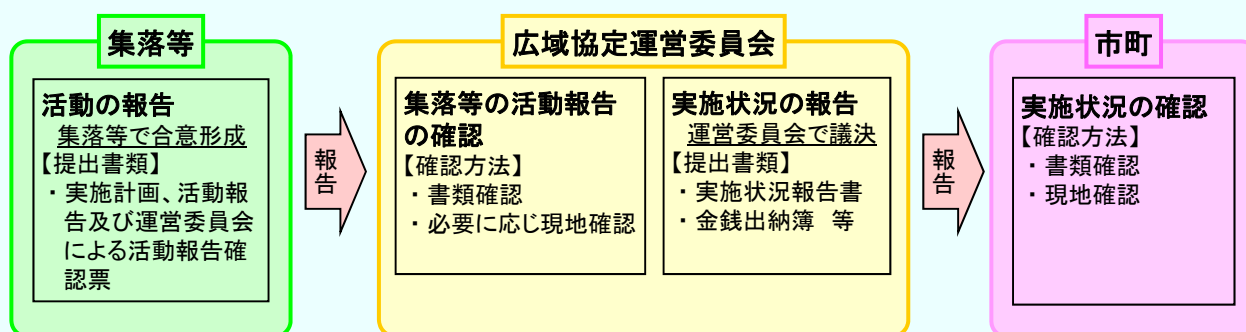 集落等
活動の報告
集落等で合意形成
【提出書類】
・実施計画、活動報
告及び運営委員会
による活動報告確
認票
報告
広域協定運営委員会
集落等の活動報告
の確認
【確認方法】
・書類確認
・必要に応じ現地確認
実施状況の報告
運営委員会で議決
【提出書類】
・実施状況報告書
・金銭出納簿　等
報告
市町
実施状況の確認
【確認方法】
・書類確認
・現地確認